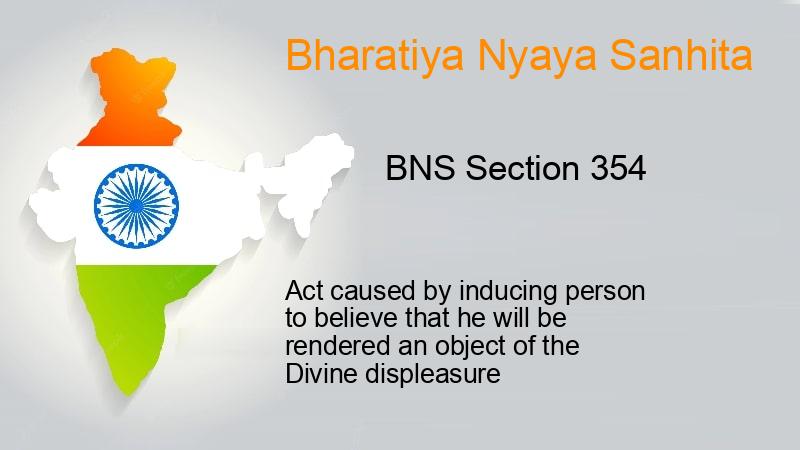 Bharatiya Nyaya Sanhita
BNS Section 354
Act caused by inducing person
to believe that he will be
rendered an object of the
Divine displeasure